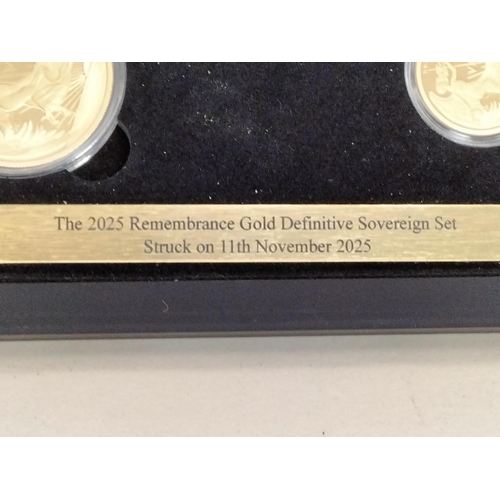 The 2025 Remembrance Gold Definitive Sovereign Set
Struck on 11th November 2025